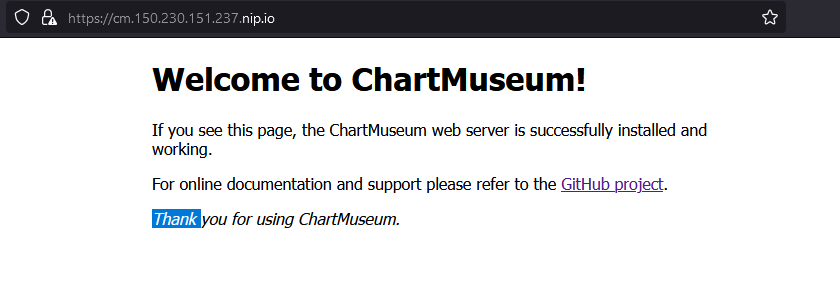 https://cm.150.230.151.237.nip.io
Welcome to ChartMuseum!
If you see this page, the ChartMuseum web server is successfully installed and
working.
For online documentation and support please refer to the GitHub project.
Thank you for using ChartMuseum.